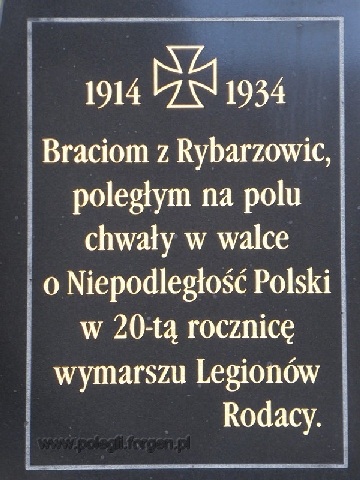 1914 1934
Braciom z Rybarzowic,
poległym na polu
chwały w walce
o Niepodległość Polski
w 20-tą rocznicę
wymarszu Legionów
Rodacy.
www.polegli.forgen.pl